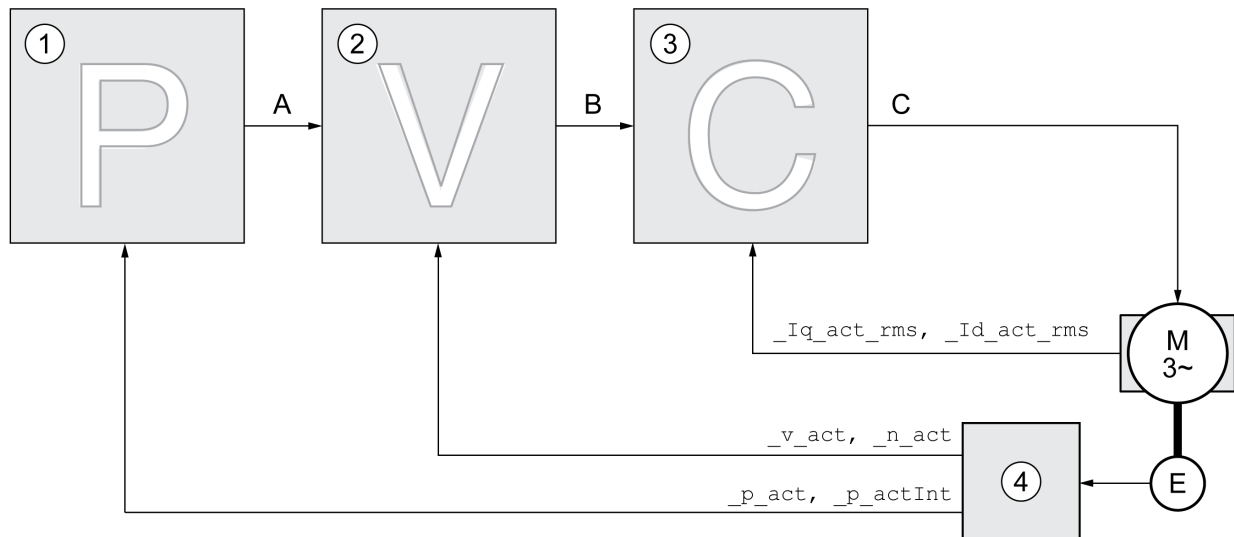 1
2
3
P
A
V
B
C
C
_Iq_act_rms, _Id_act_rms
M
3~
_v_act, _n_act
4
E
_p_act, _p_actInt